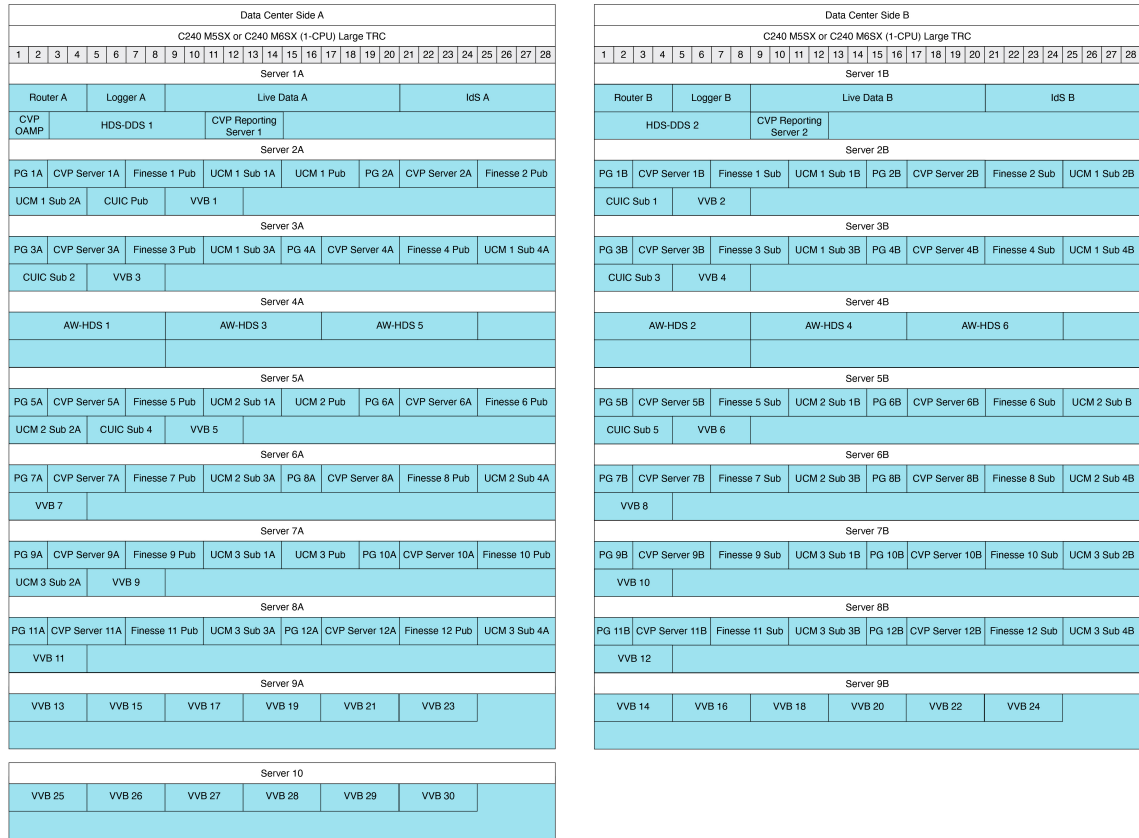 Data Center Side A
C240 M5SX or C240 M6SX (1-CPU) Large TRC
1 2 3 4 5 6 7 8 9 10 11 12 13 14 15 16 17 18 19 20 21 22 23 24 25 26 27 28
Server 1A
Router A Logger A Live Data A IdS A
CVP OAMP HDS-DDS 1 CVP Reporting Server 1
Server 2A
PG 1A CVP Server 1A Finesse 1 Pub UCM 1 Sub 1A UCM 1 Pub PG 2A CVP Server 2A Finesse 2 Pub
UCM 1 Sub 2A CUIC Pub VVB 1
Server 3A
PG 3A CVP Server 3A Finesse 3 Pub UCM 1 Sub 3A PG 4A CVP Server 4A Finesse 4 Pub UCM 1 Sub 4A
CUIC Sub 2 VVB 3
Server 4A
AW-HDS 1 AW-HDS 3 AW-HDS 5
Server 5A
PG 5A CVP Server 5A Finesse 5 Pub UCM 2 Sub 1A UCM 2 Pub PG 6A CVP Server 6A Finesse 6 Pub
UCM 2 Sub 2A CUIC Sub 4 VVB 5
Server 6A
PG 7A CVP Server 7A Finesse 7 Pub UCM 2 Sub 3A PG 8A CVP Server 8A Finesse 8 Pub UCM 2 Sub 4A
VVB 7
Server 7A
PG 9A CVP Server 9A Finesse 9 Pub UCM 3 Sub 1A UCM 3 Pub PG 10A CVP Server 10A Finesse 10 Pub
UCM 3 Sub 2A VVB 9
Server 8A
PG 11A CVP Server 11A Finesse 11 Pub UCM 3 Sub 3A PG 12A CVP Server 12A Finesse 12 Pub UCM 3 Sub 4A
VVB 11
Server 9A
VVB 13 VVB 15 VVB 17 VVB 19 VVB 21 VVB 23
Server 10
VVB 25 VVB 26 VVB 27 VVB 28 VVB 29 VVB 30
Data Center Side B
C240 M5SX or C240 M6SX (1-CPU) Large TRC
1 2 3 4 5 6 7 8 9 10 11 12 13 14 15 16 17 18 19 20 21 22 23 24 25 26 27 28
Server 1B
Router B Logger B Live Data B IdS B
HDS-DDS 2 CVP Reporting Server 2
Server 2B
PG 1B CVP Server 1B Finesse 1 Sub UCM 1 Sub 1B PG 2B CVP Server 2B Finesse 2 Sub UCM 1 Sub 2B
CUIC Sub 1 VVB 2
Server 3B
PG 3B CVP Server 3B Finesse 3 Sub UCM 1 Sub 3B PG 4B CVP Server 4B Finesse 4 Sub UCM 1 Sub 4B
CUIC Sub 3 VVB 4
Server 4B
AW-HDS 2 AW-HDS 4 AW-HDS 6
Server 5B
PG 5B CVP Server 5B Finesse 5 Sub UCM 2 Sub 1B PG 6B CVP Server 6B Finesse 6 Sub UCM 2 Sub B
CUIC Sub 5 VVB 6
Server 6B
PG 7B CVP Server 7B Finesse 7 Sub UCM 2 Sub 3B PG 8B CVP Server 8B Finesse 8 Sub UCM 2 Sub 4B
VVB 8
Server 7B
PG 9B CVP Server 9B Finesse 9 Sub UCM 3 Sub 1B PG 10B CVP Server 10B Finesse 10 Sub UCM 3 Sub 2B
VVB 10
Server 8B
PG 11B CVP Server 11B Finesse 11 Sub UCM 3 Sub 3B PG 12B CVP Server 12B Finesse 12 Sub UCM 3 Sub 4B
VVB 12
Server 9B
VVB 14 VVB 16 VVB 18 VVB 20 VVB 22 VVB 24